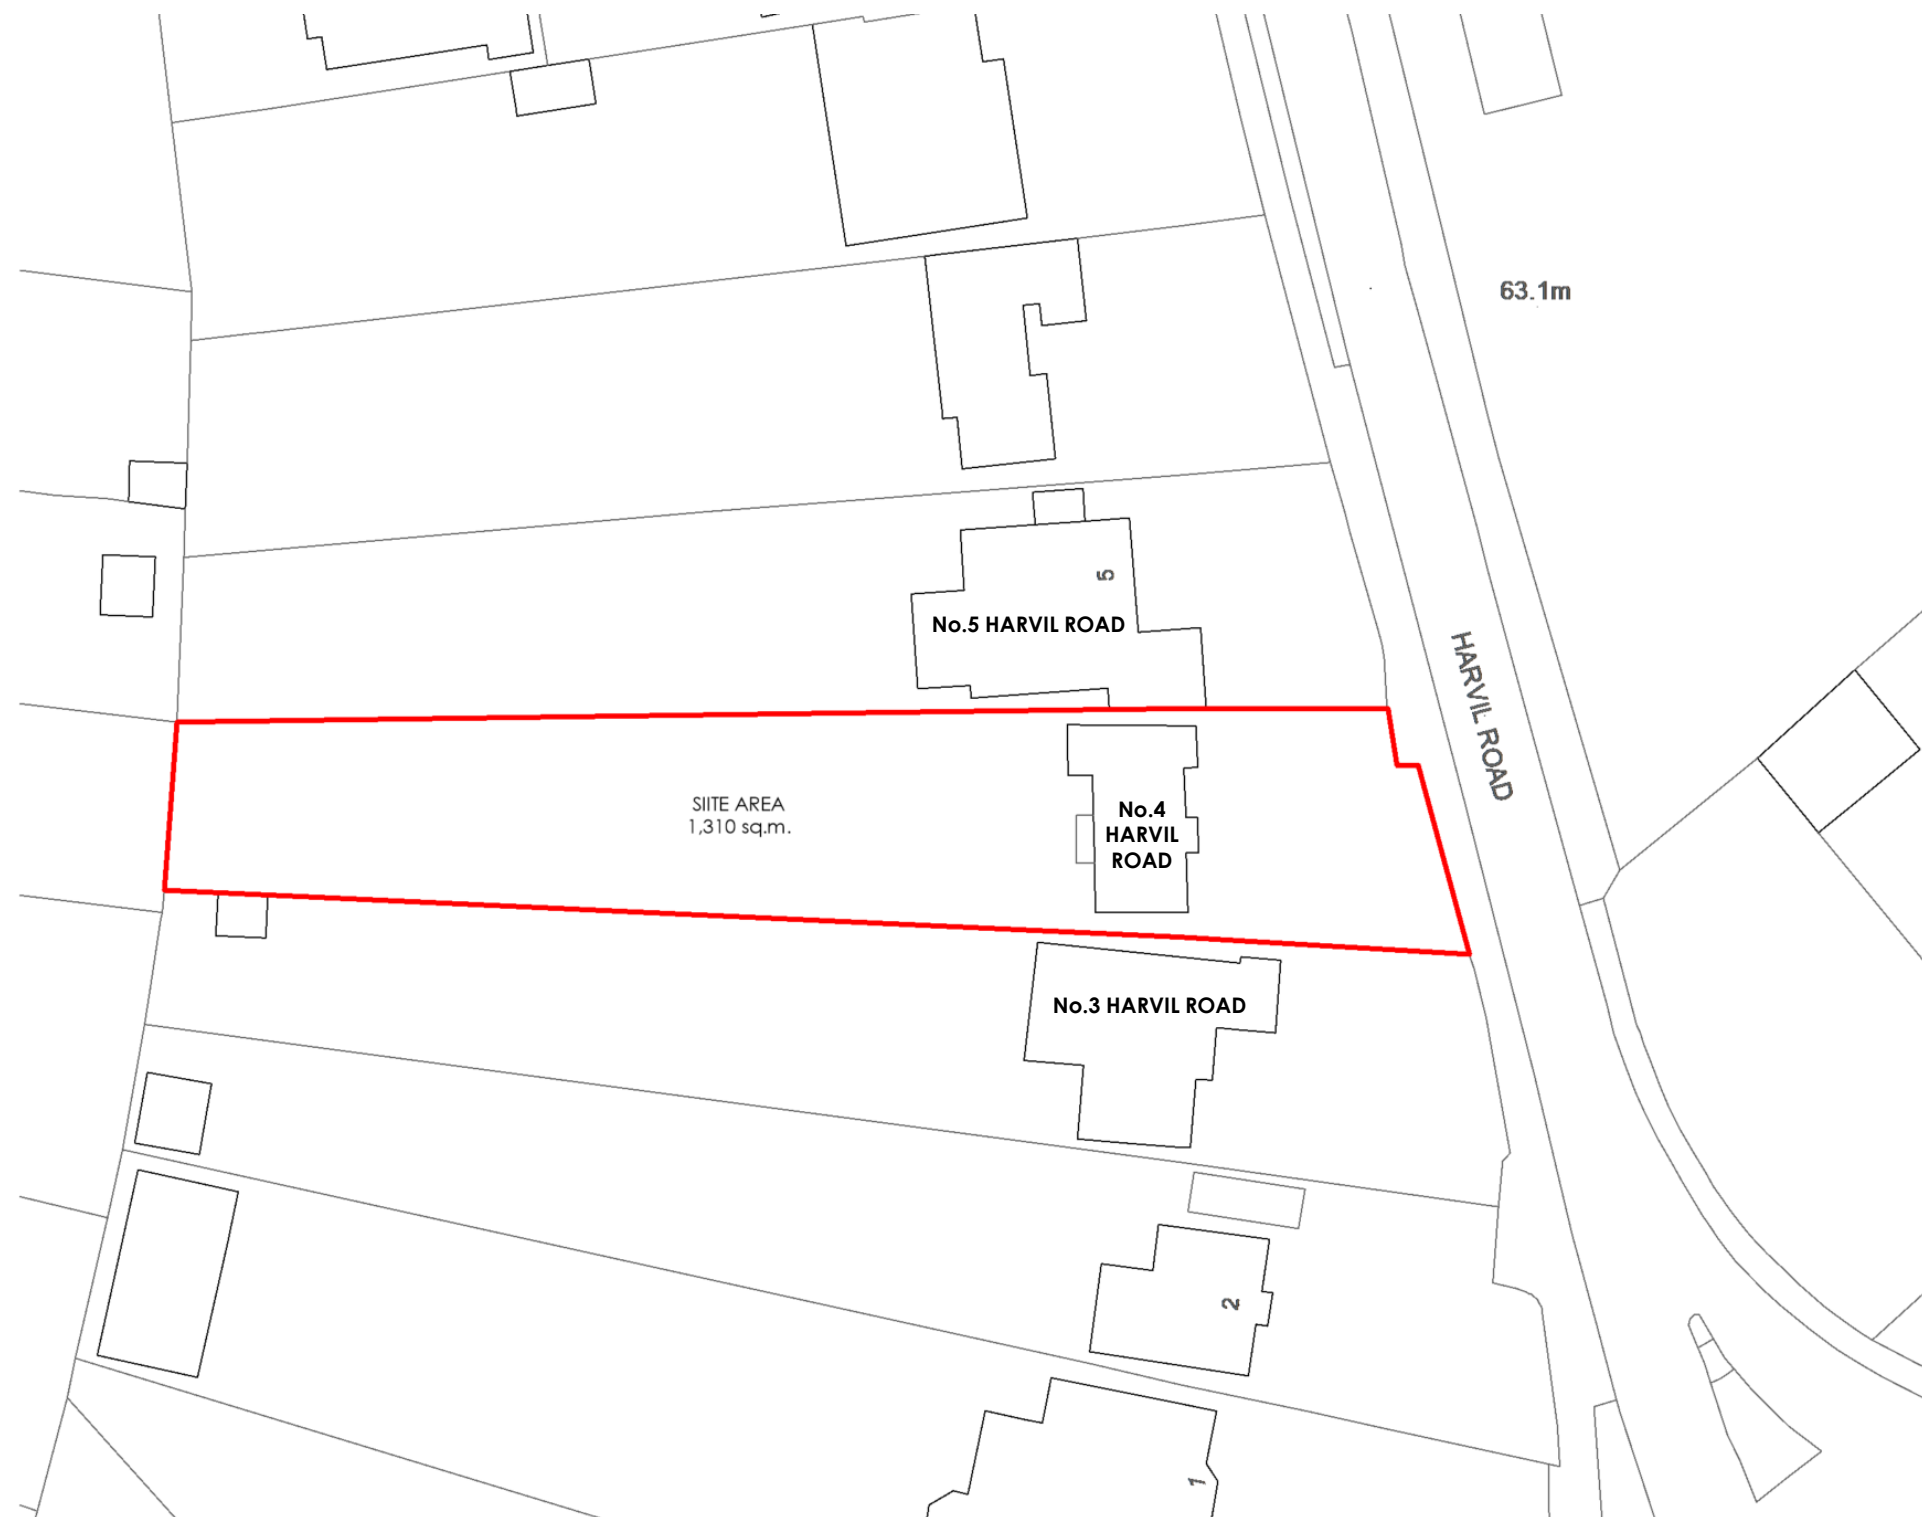 63.1m
5
No.5 HARVIL ROAD
HARVIL ROAD
SIITE AREA
1,310 sq.m.
No.4
HARVIL
ROAD
No.3 HARVIL ROAD
2
1